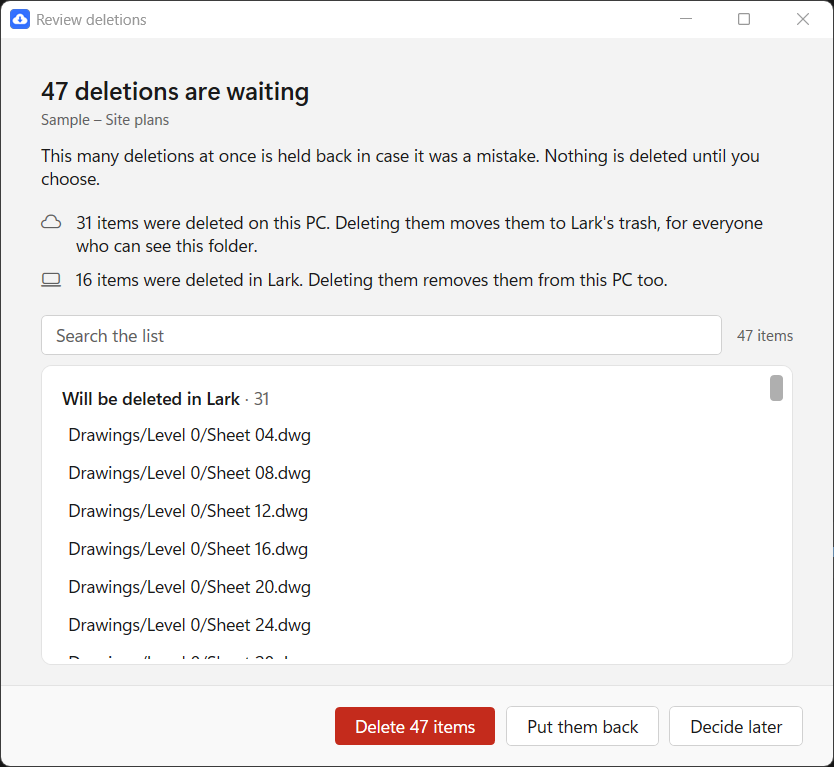 Review deletions
47 deletions are waiting
Sample – Site plans
This many deletions at once is held back in case it was a mistake. Nothing is deleted until you
choose.
31 items were deleted on this PC. Deleting them moves them to Lark's trash, for everyone
who can see this folder.
16 items were deleted in Lark. Deleting them removes them from this PC too.
Search the list
47 items
Will be deleted in Lark · 31
Drawings/Level 0/Sheet 04.dwg
Drawings/Level 0/Sheet 08.dwg
Drawings/Level 0/Sheet 12.dwg
Drawings/Level 0/Sheet 16.dwg
Drawings/Level 0/Sheet 20.dwg
Drawings/Level 0/Sheet 24.dwg
Delete 47 items
Put them back
Decide later